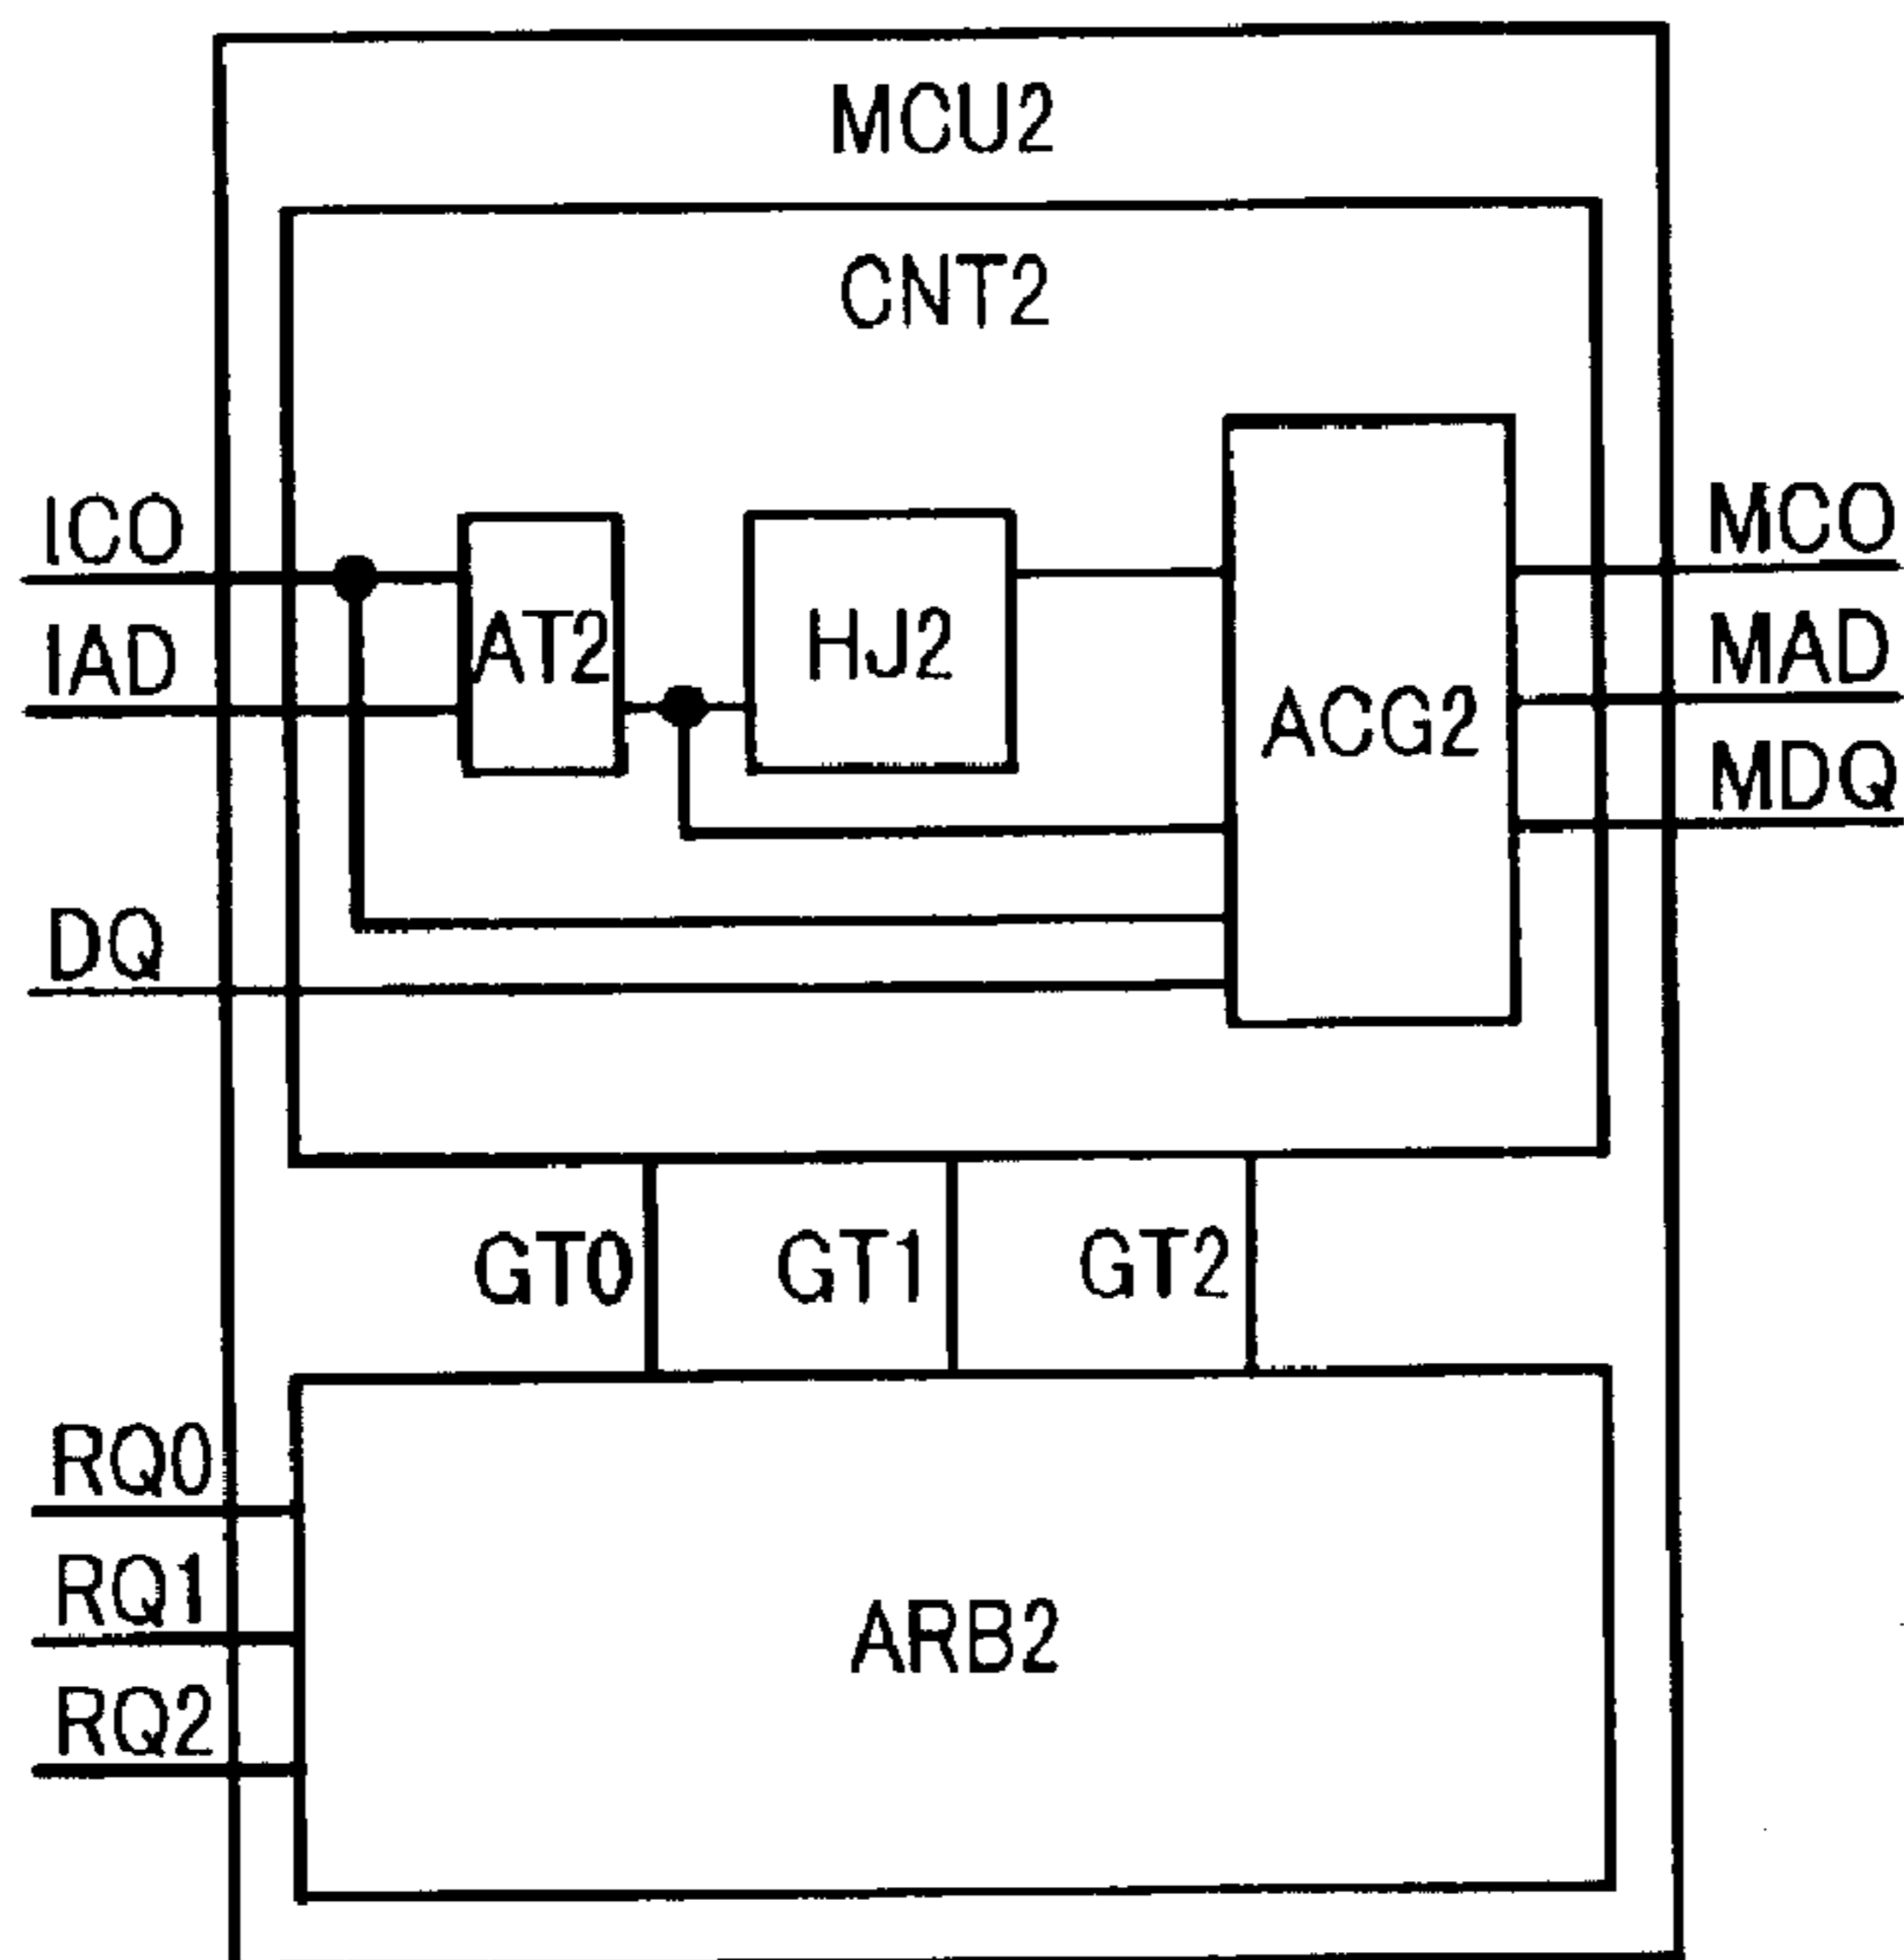 MCU2
CNT2
ICO
MCO
IAD
AT2
HJ2
MAD
ACG2
MDQ
DQ
GT0
GT1
GT2
RQ0
RQ1
ARB2
RQ2